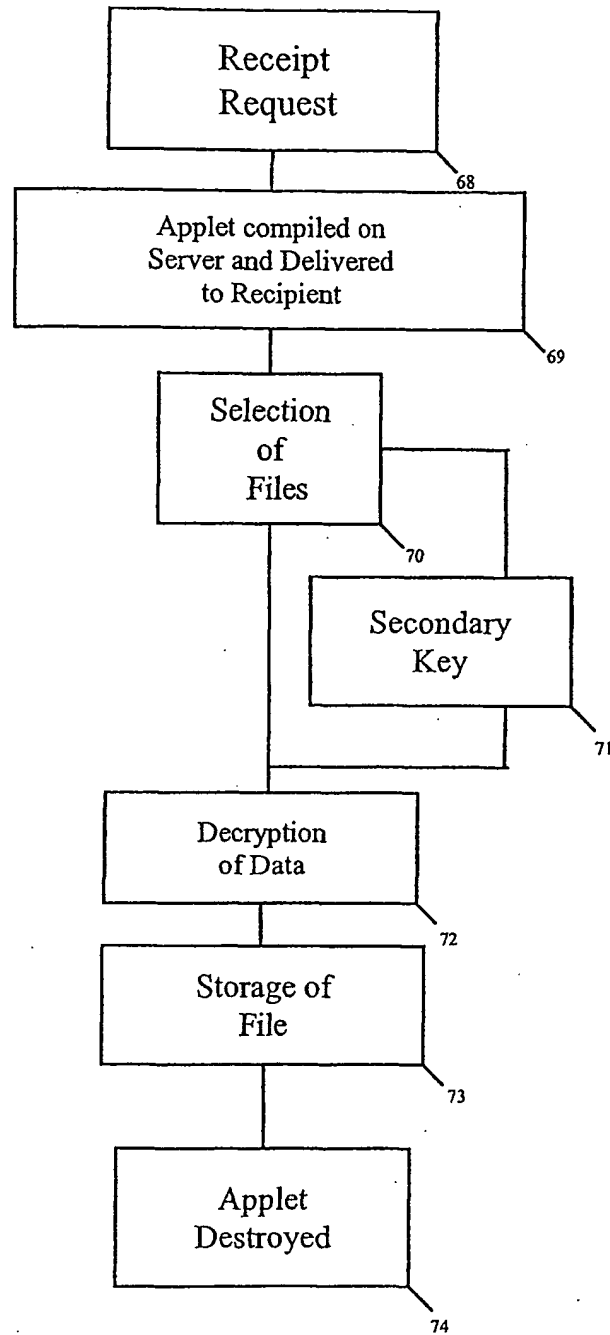 Receipt
Request
68
Applet compiled on
Server and Delivered
to Recipient
69
Selection
of
Files
70
Secondary
Key
71
Decryption
of Data
72
Storage of
File
73
Applet
Destroyed
74